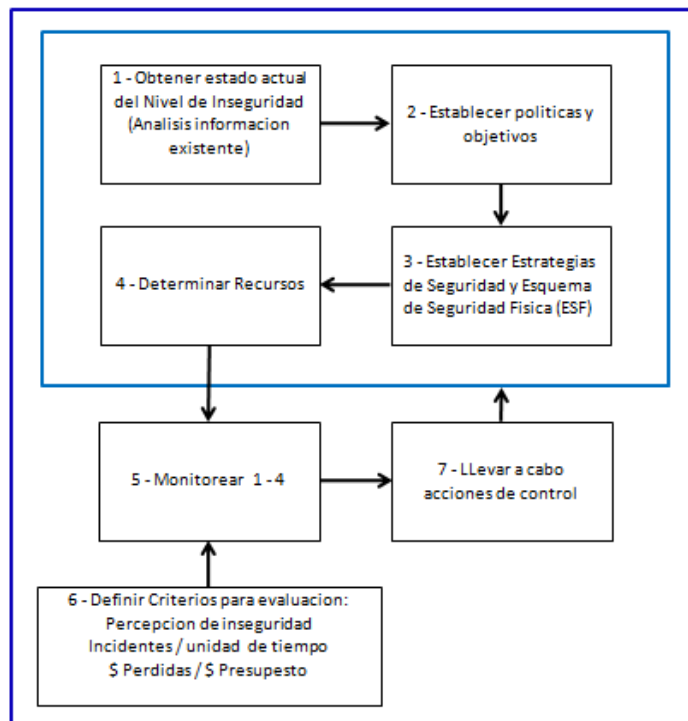 1 - Obtener estado actual
del Nivel de Inseguridad
(Analisis informacion
existente)
2 - Establecer politicas y
objetivos
3 - Establecer Estrategias
de Seguridad y Esquema
de Seguridad Fisica (ESF)
4 - Determinar Recursos
5 - Monitorear 1 - 4
7 - LLevar a cabo
acciones de control
6 - Definir Criterios para evaluacion:
Percepcion de inseguridad
Incidentes / unidad de tiempo
$ Perdidas / $ Presupesto